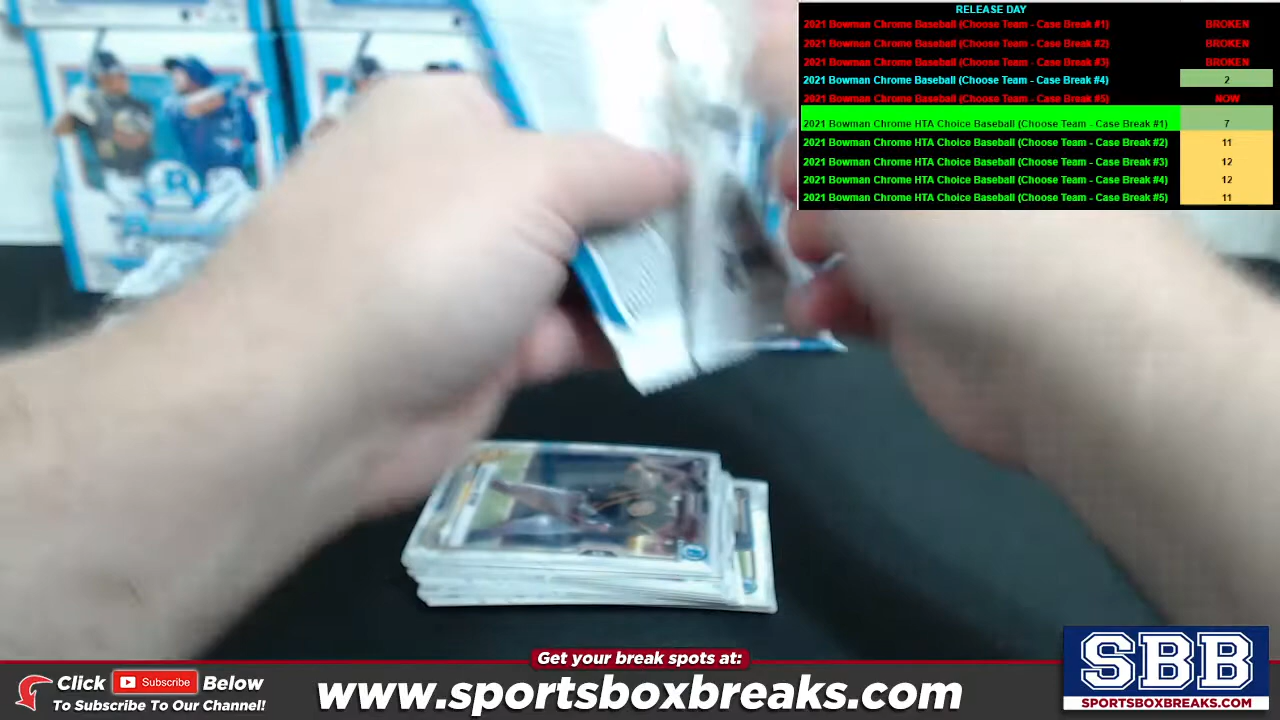 RELEASE DAY
2021 Bowman Chrome Baseball (Choose Team - Case Break #1) BROKEN
2021 Bowman Chrome Baseball (Choose Team - Case Break #2) BROKEN
2021 Bowman Chrome Baseball (Choose Team - Case Break #3) BROKEN
2021 Bowman Chrome Baseball (Choose Team - Case Break #4) 2
2021 Bowman Chrome Baseball (Choose Team - Case Break #5) NOW
2021 Bowman Chrome HTA Choice Baseball (Choose Team - Case Break #1) 7
2021 Bowman Chrome HTA Choice Baseball (Choose Team - Case Break #2) 11
2021 Bowman Chrome HTA Choice Baseball (Choose Team - Case Break #3) 12
2021 Bowman Chrome HTA Choice Baseball (Choose Team - Case Break #4) 12
2021 Bowman Chrome HTA Choice Baseball (Choose Team - Case Break #5) 11
Get your break spots at:
Click Subscribe Below
To Subscribe To Our Channel!
www.sportsboxbreaks.com
SBB
SPORTSBOXBREAKS.COM